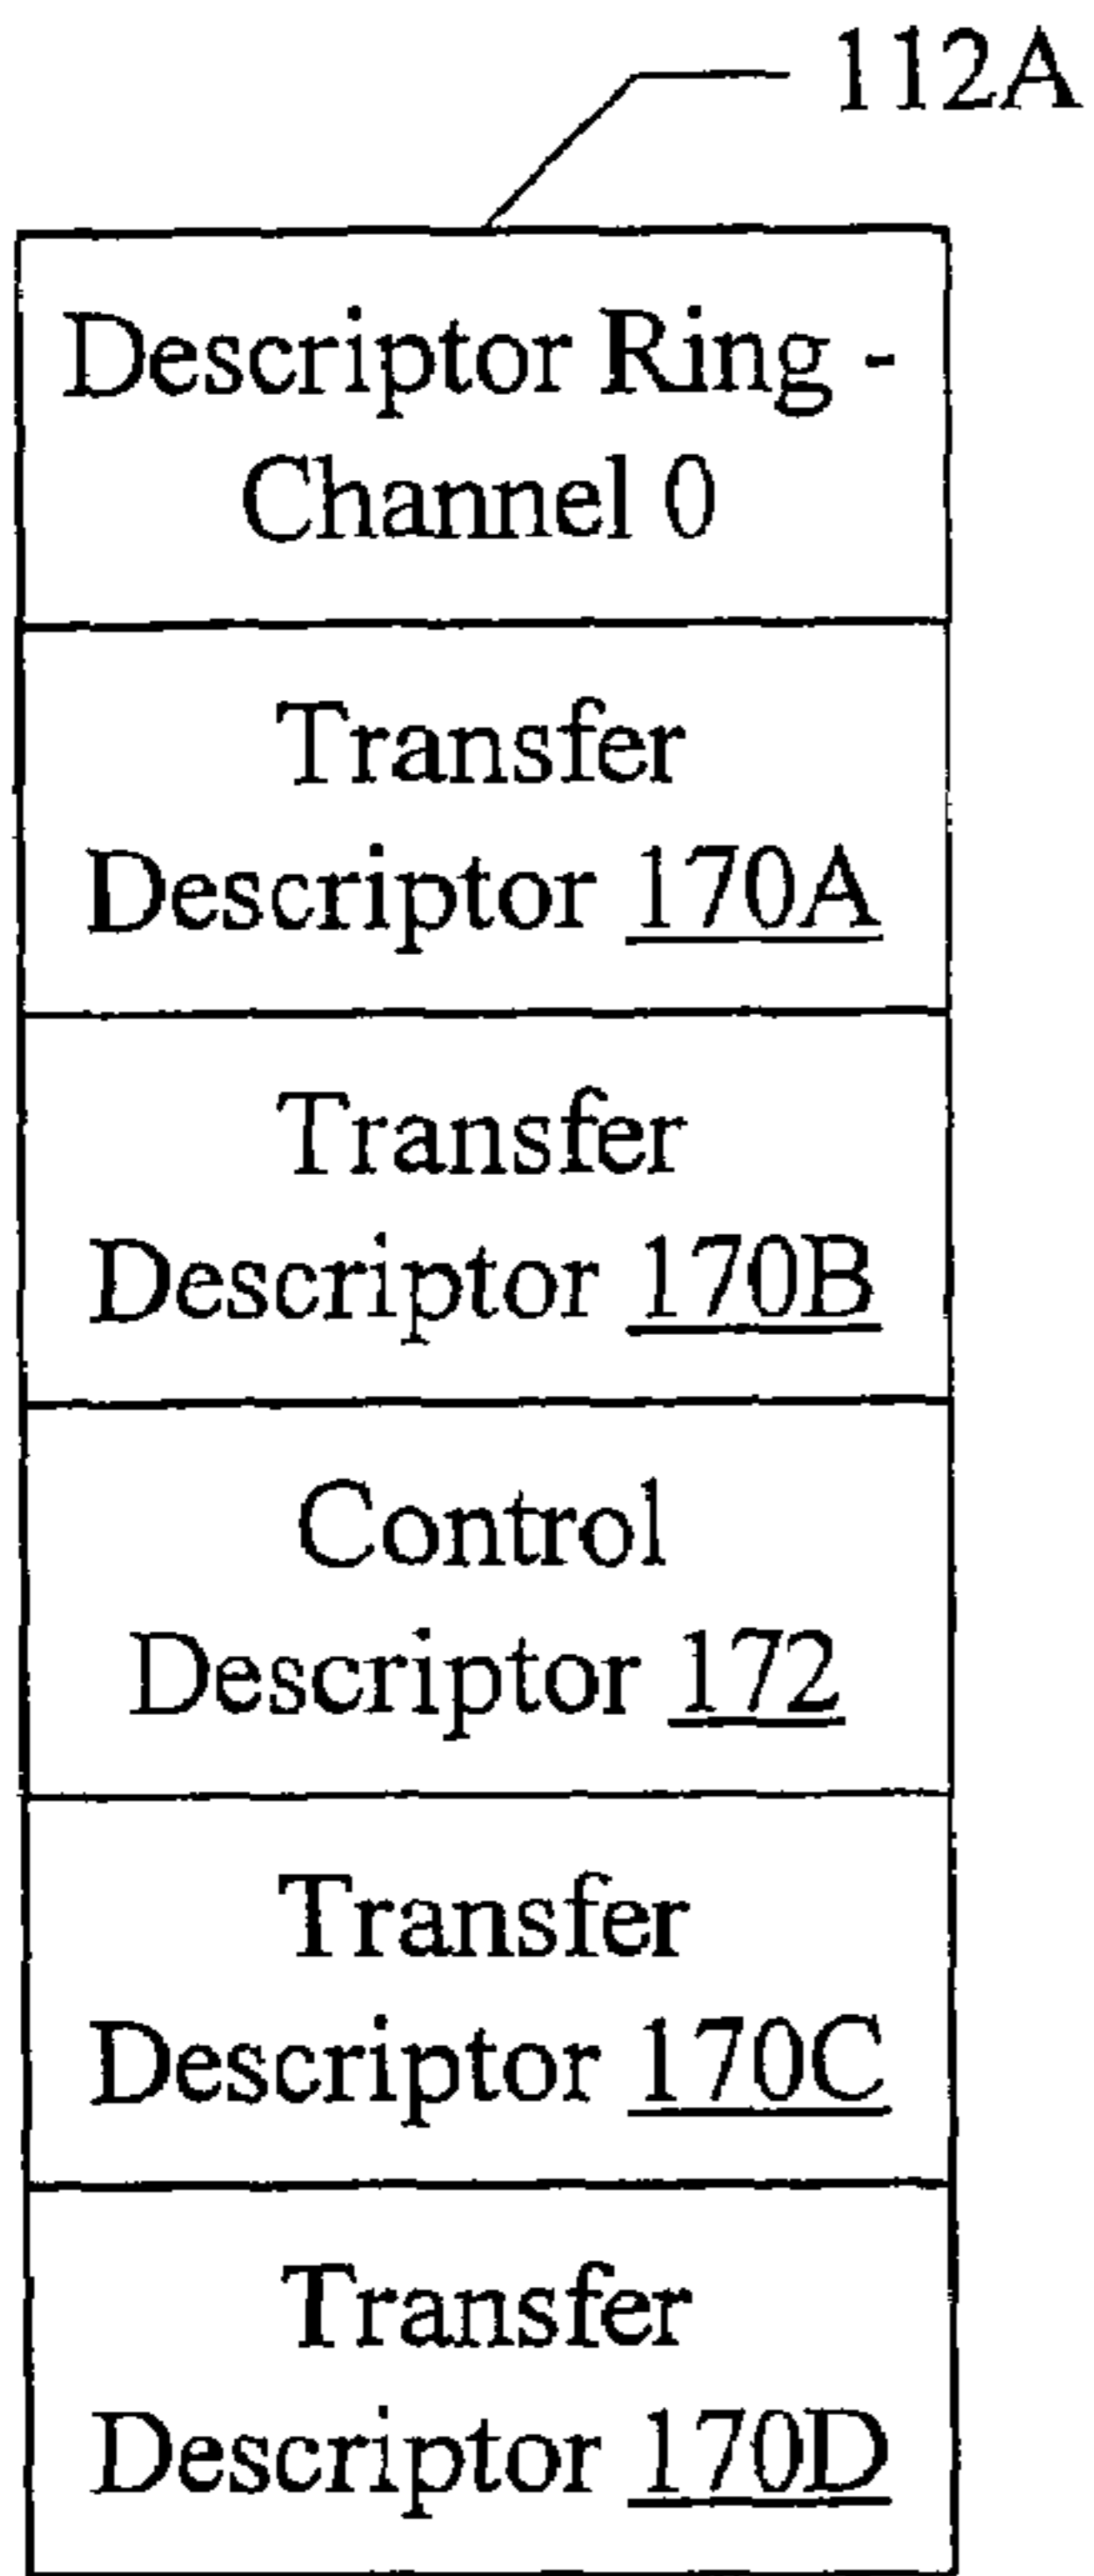 112A
Descriptor Ring -
Channel 0
Transfer
Descriptor 170A
Transfer
Descriptor 170B
Control
Descriptor 172
Transfer
Descriptor 170C
Transfer
Descriptor 170D